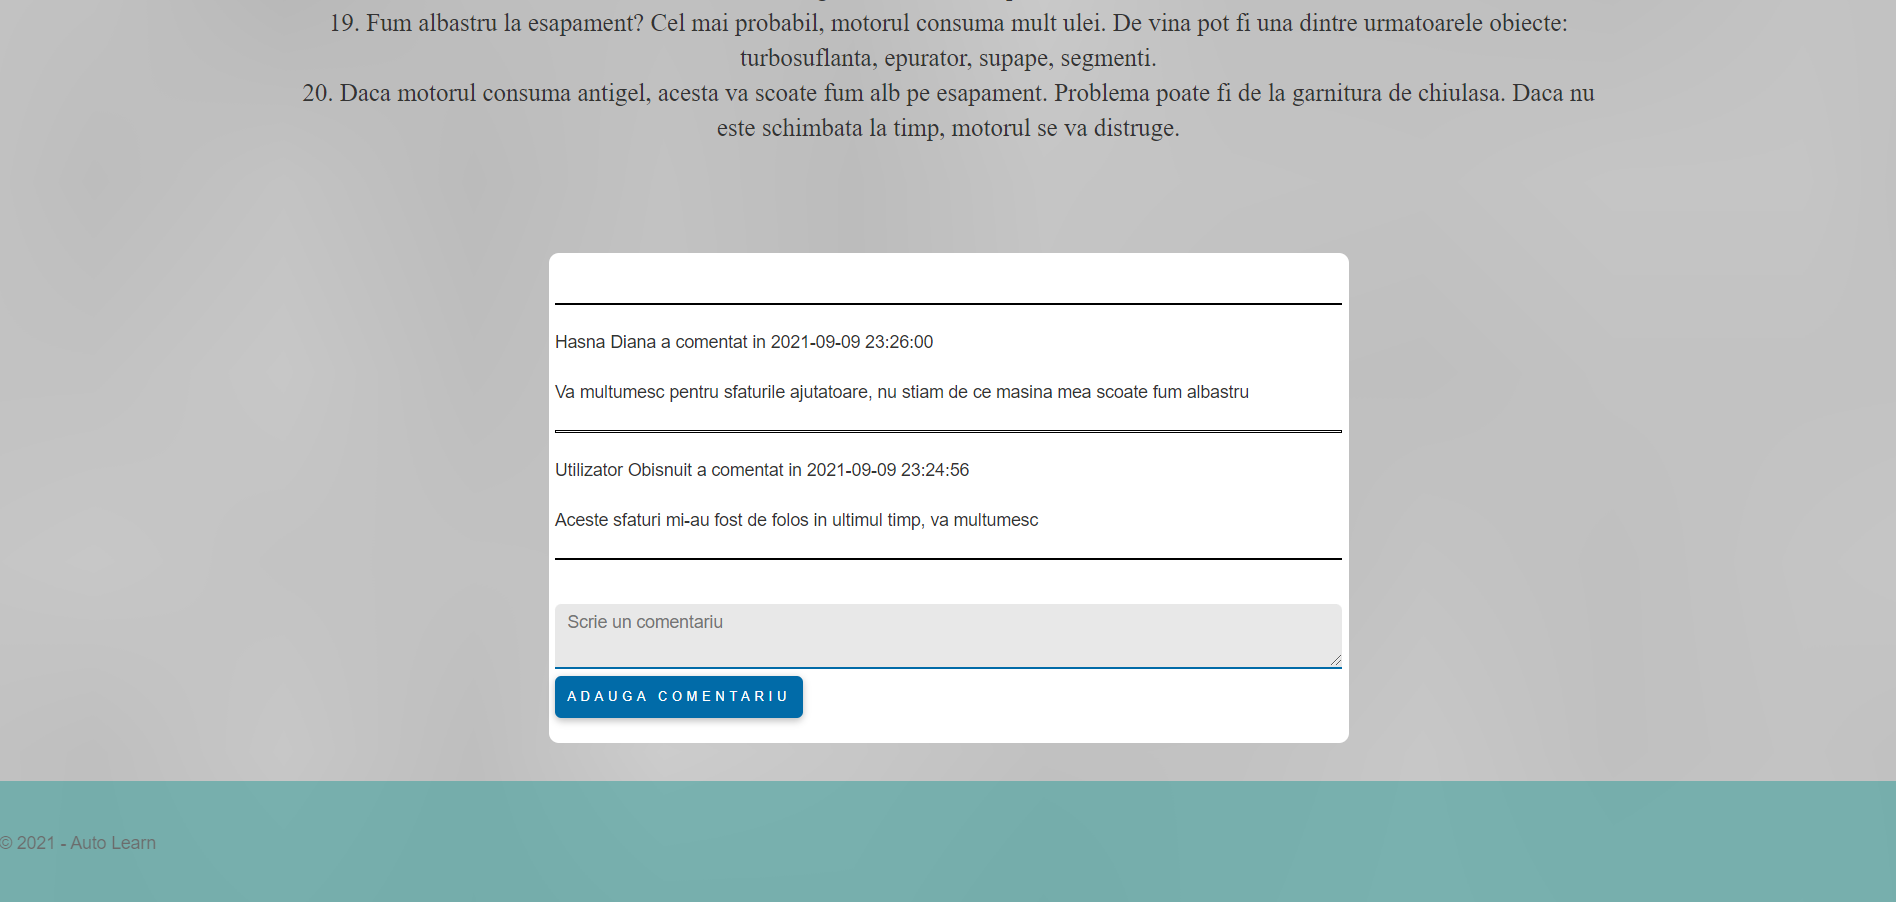 19. Fum albastru la esapament? Cel mai probabil, motorul consuma mult ulei. De vina pot fi una dintre urmatoarele obiecte:
turbosuflanta, epurator, supape, segmenti.
20. Daca motorul consuma antigel, acesta va scoate fum alb pe esapament. Problema poate fi de la garnitura de chiulasa. Daca nu
este schimbata la timp, motorul se va distruge.
Hasna Diana a comentat in 2021-09-09 23:26:00
Va multumesc pentru sfaturile ajutatoare, nu stiam de ce masina mea scoate fum albastru
Utilizator Obisnuit a comentat in 2021-09-09 23:24:56
Aceste sfaturi mi-au fost de folos in ultimul timp, va multumesc
Scrie un comentariu
ADAUGA COMENTARIU
© 2021 - Auto Learn